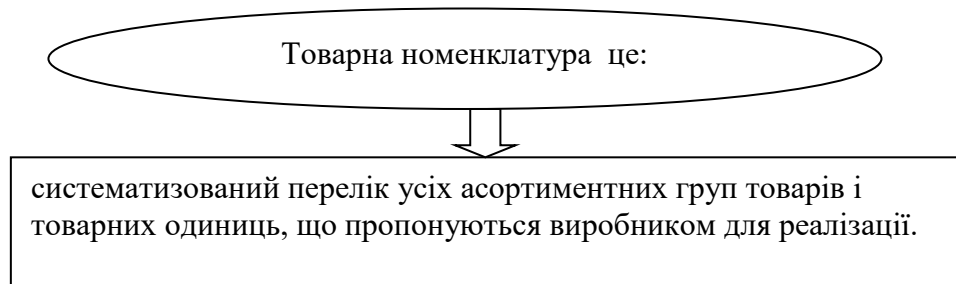 Товарна номенклатура це:
систематизований перелік усіх асортиментних груп товарів і
товарних одиниць, що пропонуються виробником для реалізації.